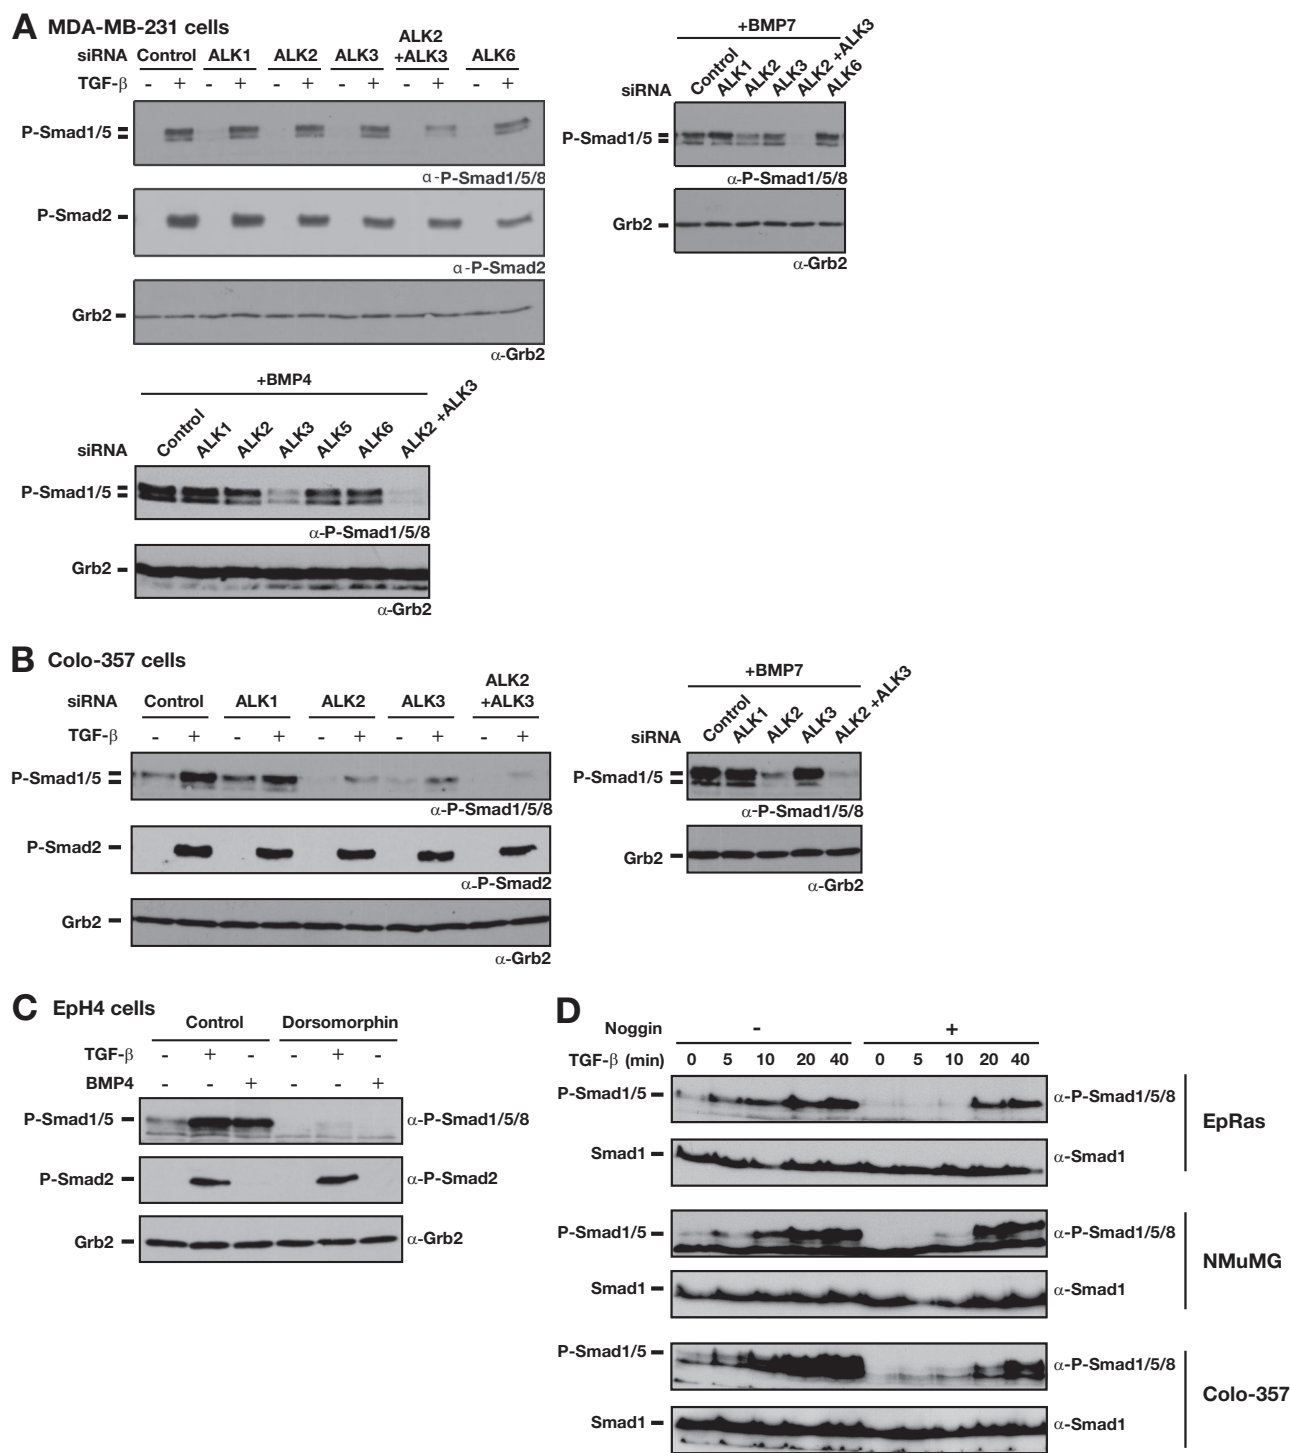 A MDA-MB-231 cells
siRNA Control ALK1 ALK2 ALK3 ALK2 +ALK3 ALK6
TGF-β - + - + - + - + - + - +
P-Smad1/5
α-P-Smad1/5/8
P-Smad2
α-P-Smad2
Grb2
α-Grb2
+BMP7
siRNA Control ALK1 ALK2 ALK3 ALK2 +ALK3 ALK6
P-Smad1/5
α-P-Smad1/5/8
Grb2
α-Grb2
+BMP4
siRNA Control ALK1 ALK2 ALK3 ALK5 ALK6 ALK2 +ALK3
P-Smad1/5
α-P-Smad1/5/8
Grb2
α-Grb2
B Colo-357 cells
siRNA Control ALK1 ALK2 ALK3 ALK2 +ALK3
TGF-β - + - + - + - + - +
P-Smad1/5
α-P-Smad1/5/8
P-Smad2
α-P-Smad2
Grb2
α-Grb2
+BMP7
siRNA Control ALK1 ALK2 ALK3 ALK2 +ALK3
P-Smad1/5
α-P-Smad1/5/8
Grb2
α-Grb2
C EpH4 cells
Control Dorsomorphin
TGF-β - + - - + -
BMP4 - - + - - +
P-Smad1/5 α-P-Smad1/5/8
P-Smad2 α-P-Smad2
Grb2 α-Grb2
D
Noggin - +
TGF-β (min) 0 5 10 20 40 0 5 10 20 40
P-Smad1/5 α-P-Smad1/5/8
EpRas
Smad1 α-Smad1
P-Smad1/5 α-P-Smad1/5/8
NMuMG
Smad1 α-Smad1
P-Smad1/5 α-P-Smad1/5/8
Colo-357
Smad1 α-Smad1